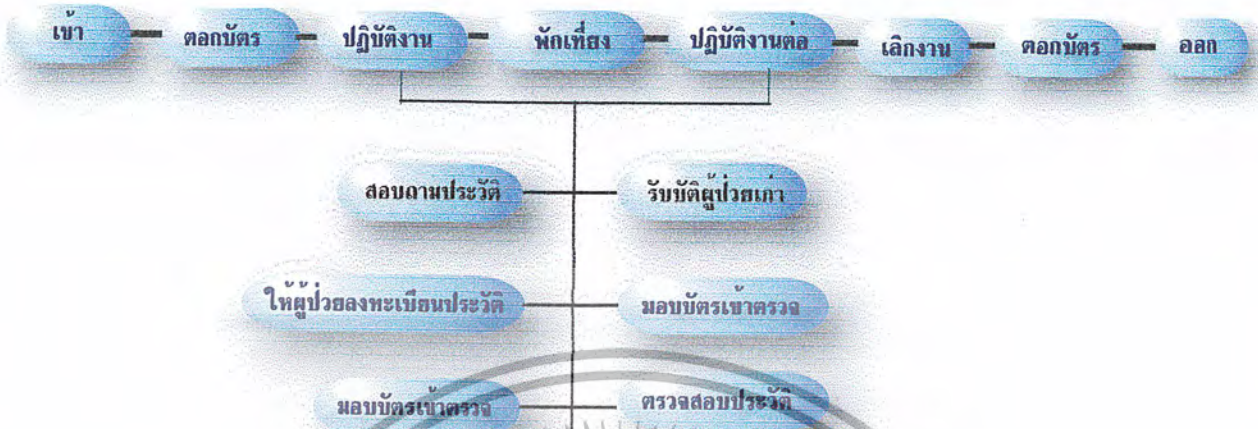 เข้า ตอกบัตร ปฏิบัติงาน พักเที่ยง ปฏิบัติงานต่อ เลิกงาน ตอกบัตร ออก
สอบถามประวัติ รับบัติผู้ป่วยเก่า
ให้ผู้ป่วยลงทะเบียนประวัติ มอบบัตรเข้าตรวจ
มอบบัตรเข้าตรวจ ตรวจสอบประวัติ